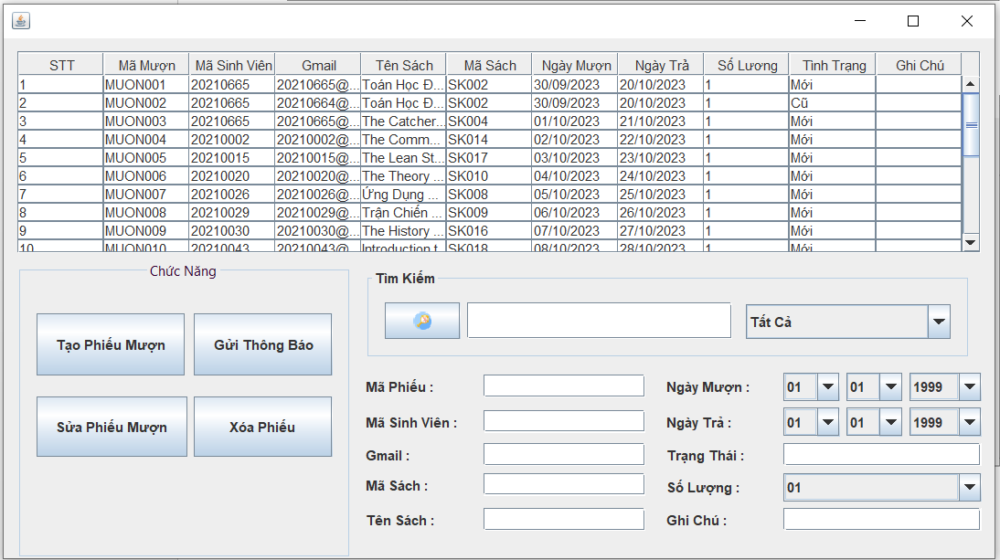 STT Mã Mượn Mã Sinh Viên Gmail Tên Sách Mã Sách Ngày Mượn Ngày Trả Số Lương Tình Trạng Ghi Chú
1 MUON001 20210665 20210665@... Toán Học Đ... SK002 30/09/2023 20/10/2023 1 Mới
2 MUON002 20210665 20210664@... Toán Học Đ... SK002 30/09/2023 20/10/2023 1 Cũ
3 MUON003 20210665 20210665@... The Catcher... SK004 01/10/2023 21/10/2023 1 Mới
4 MUON004 20210002 20210002@... The Comm... SK014 02/10/2023 22/10/2023 1 Mới
5 MUON005 20210015 20210015@... The Lean St... SK017 03/10/2023 23/10/2023 1 Mới
6 MUON006 20210020 20210020@... The Theory ... SK010 04/10/2023 24/10/2023 1 Mới
7 MUON007 20210026 20210026@... Ứng Dụng ... SK008 05/10/2023 25/10/2023 1 Mới
8 MUON008 20210029 20210029@... Trận Chiến ... SK009 06/10/2023 26/10/2023 1 Mới
9 MUON009 20210030 20210030@... The History ... SK016 07/10/2023 27/10/2023 1 Mới
10 MUON010 20210043 20210043@... Introduction t... SK018 08/10/2023 28/10/2023 1 Mới
Chức Năng
Tạo Phiếu Mượn Gửi Thông Báo
Sửa Phiếu Mượn Xóa Phiếu
Tìm Kiếm
Tất Cả
Mã Phiếu : Ngày Mượn : 01 01 1999
Mã Sinh Viên : Ngày Trả : 01 01 1999
Gmail : Trạng Thái :
Mã Sách : Số Lượng : 01
Tên Sách : Ghi Chú :